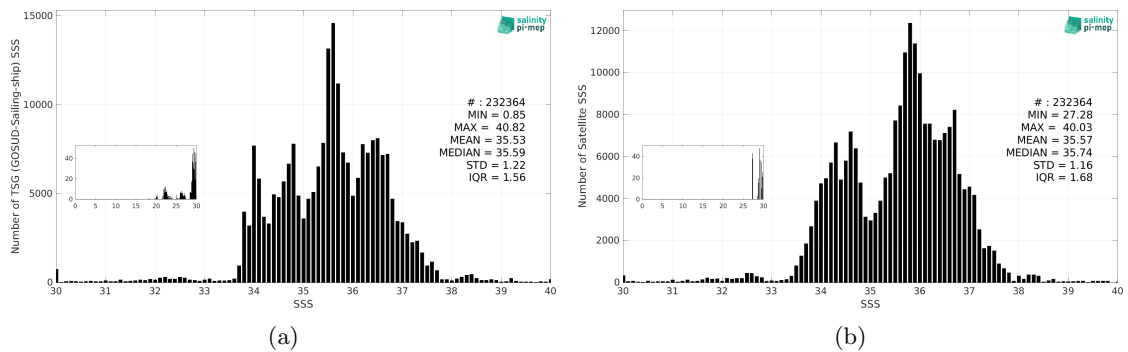 15000
10000
5000
0
Number of TSG (GOSUD-Sailing-ship) SSS
salinity
pi-mep
# : 232364
MIN = 0.85
MAX = 40.82
MEAN = 35.53
MEDIAN = 35.59
STD = 1.22
IQR = 1.56
40
20
0
0 5 10 15 20 25 30
30 31 32 33 34 35 36 37 38 39 40
SSS
(a)
12000
10000
8000
6000
4000
2000
0
Number of Satellite SSS
salinity
pi-mep
# : 232364
MIN = 27.28
MAX = 40.03
MEAN = 35.57
MEDIAN = 35.74
STD = 1.16
IQR = 1.68
40
20
0
0 5 10 15 20 25 30
30 31 32 33 34 35 36 37 38 39 40
SSS
(b)